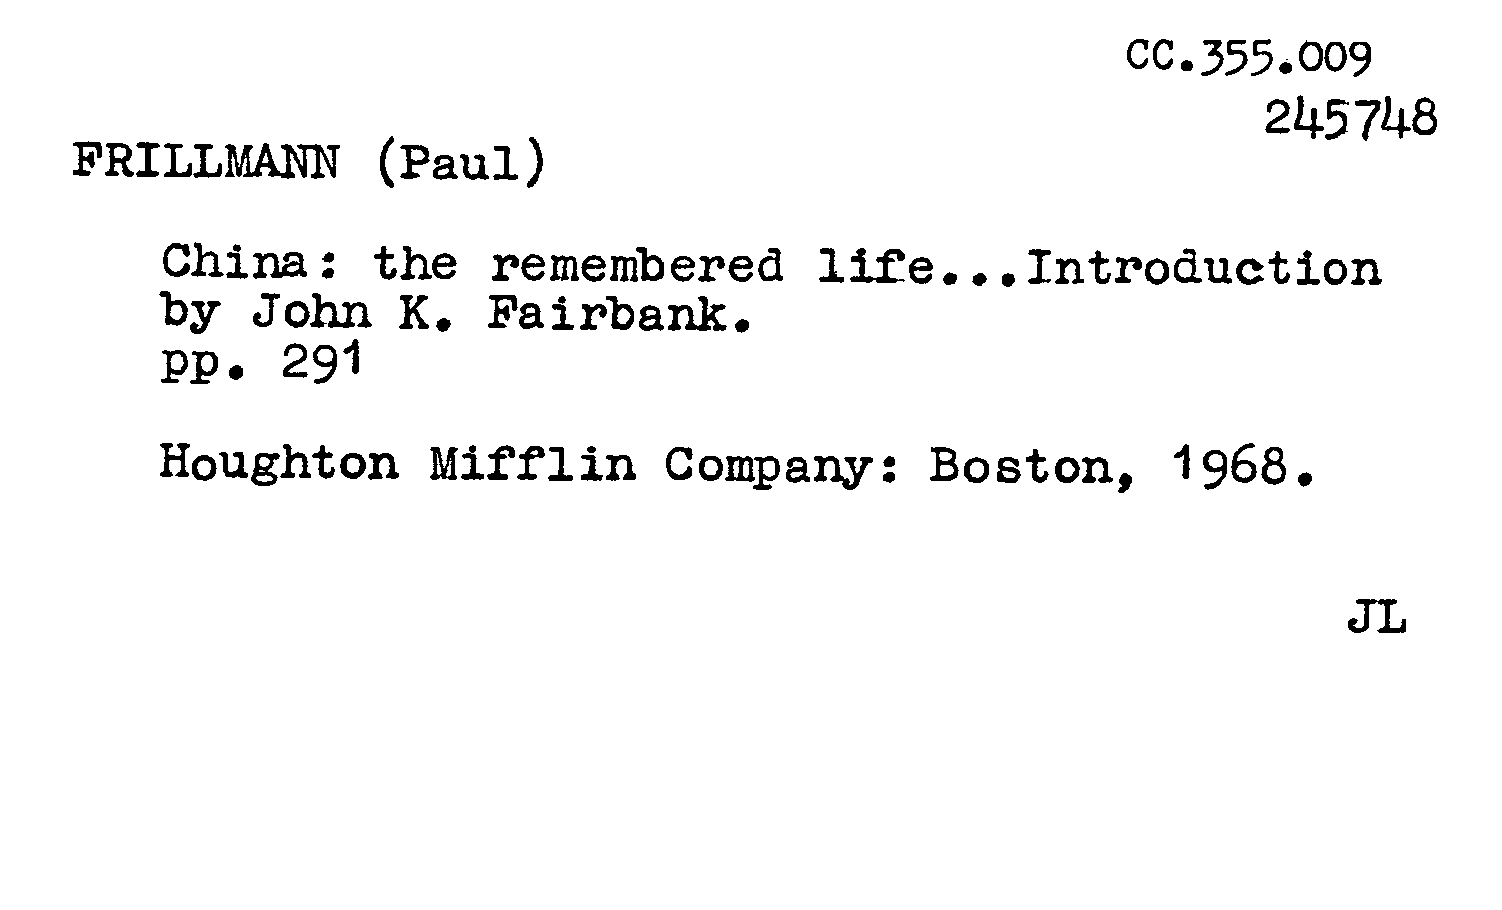 CC.355.009
245748
FRILLMANN (Paul)
China: the remembered life...Introduction
by John K. Fairbank.
pp. 291
Houghton Mifflin Company: Boston, 1968.
JL